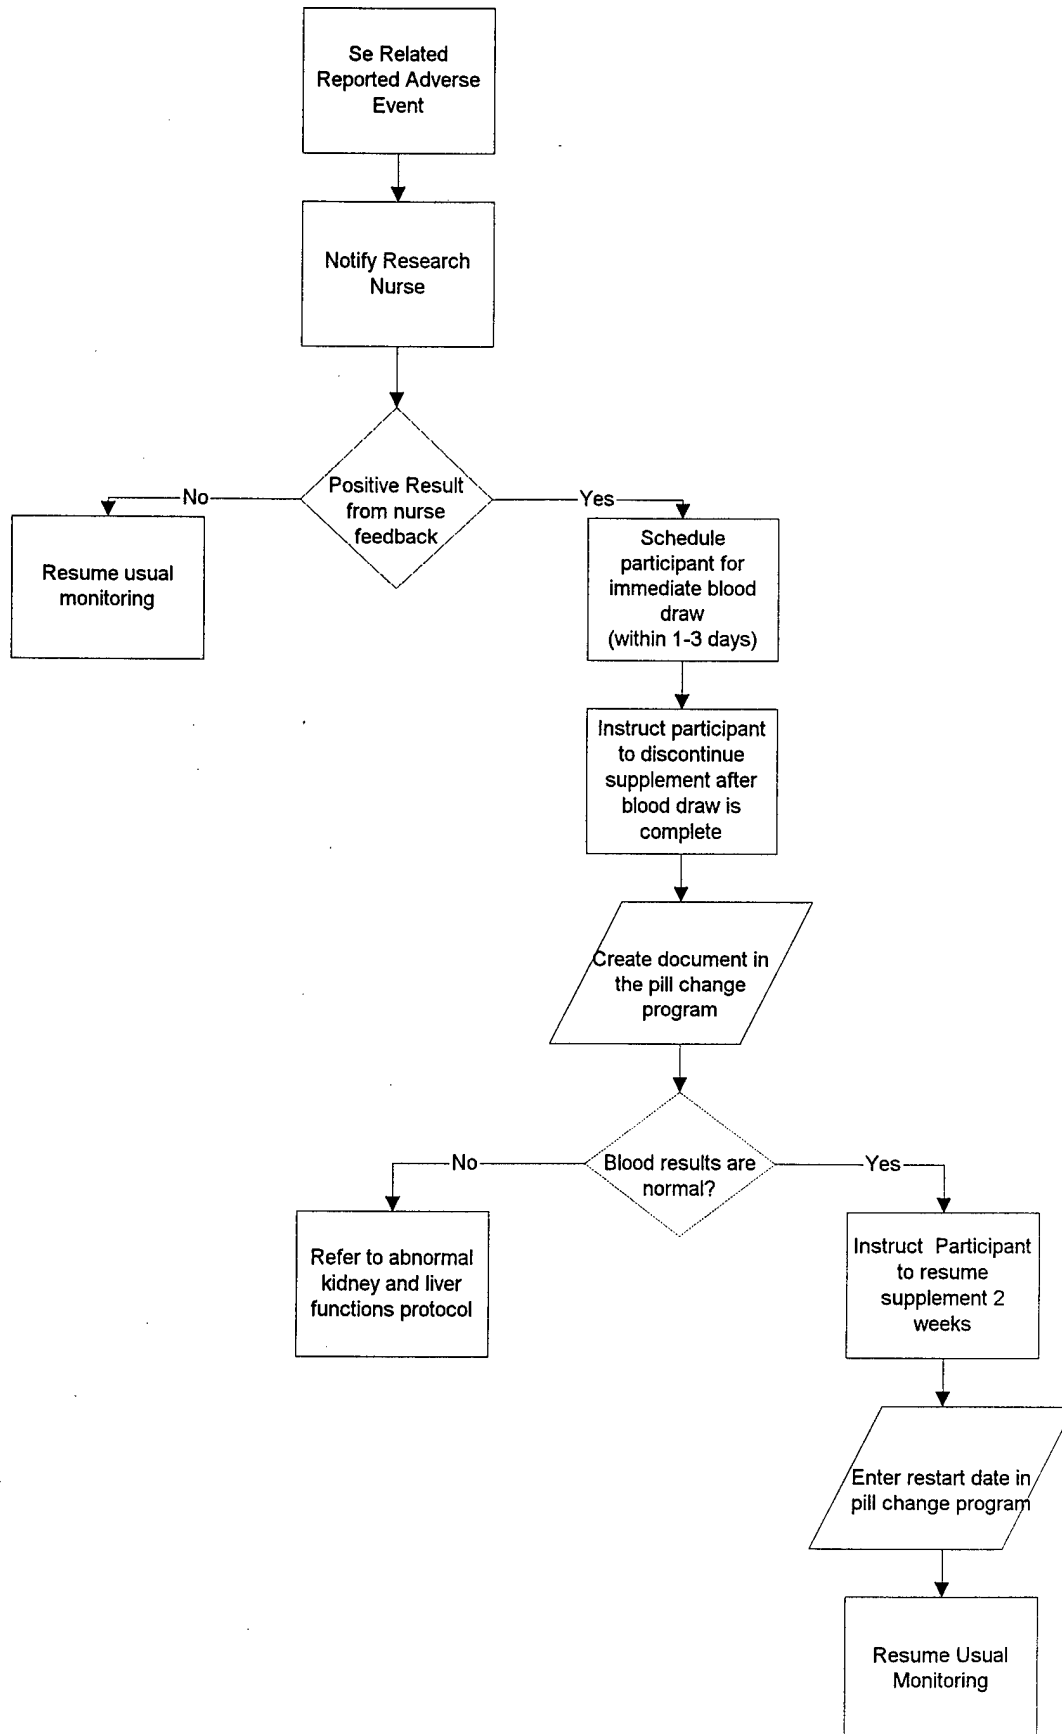 Se Related
Reported Adverse
Event
Notify Research
Nurse
Positive Result
from nurse
feedback
No
Yes
Resume usual
monitoring
Schedule
participant for
immediate blood
draw
(within 1-3 days)
Instruct participant
to discontinue
supplement after
blood draw is
complete
Create document in
the pill change
program
Blood results are
normal?
No
Yes
Refer to abnormal
kidney and liver
functions protocol
Instruct Participant
to resume
supplement 2
weeks
Enter restart date in
pill change program
Resume Usual
Monitoring